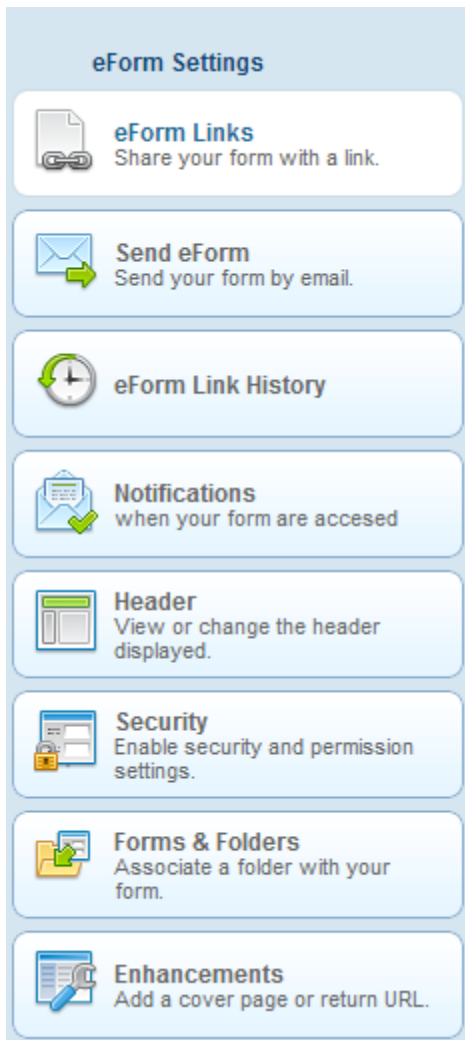 eForm Settings
eForm Links
Share your form with a link.
Send eForm
Send your form by email.
eForm Link History
Notifications
when your form are accesed
Header
View or change the header
displayed.
Security
Enable security and permission
settings.
Forms & Folders
Associate a folder with your
form.
Enhancements
Add a cover page or return URL.